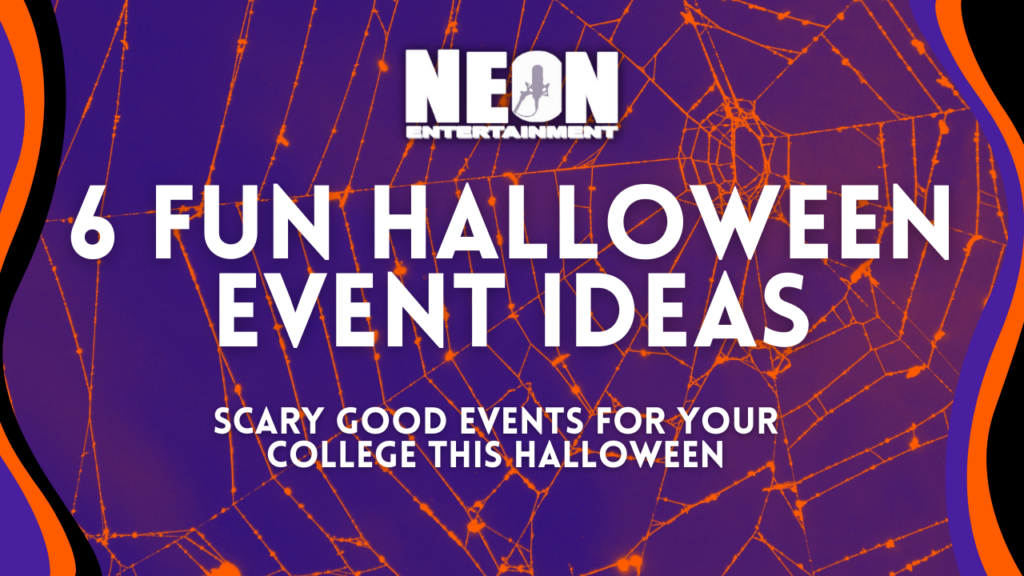 NEON
ENTERTAINMENT
6 FUN HALLOWEEN
EVENT IDEAS
SCARY GOOD EVENTS FOR YOUR
COLLEGE THIS HALLOWEEN